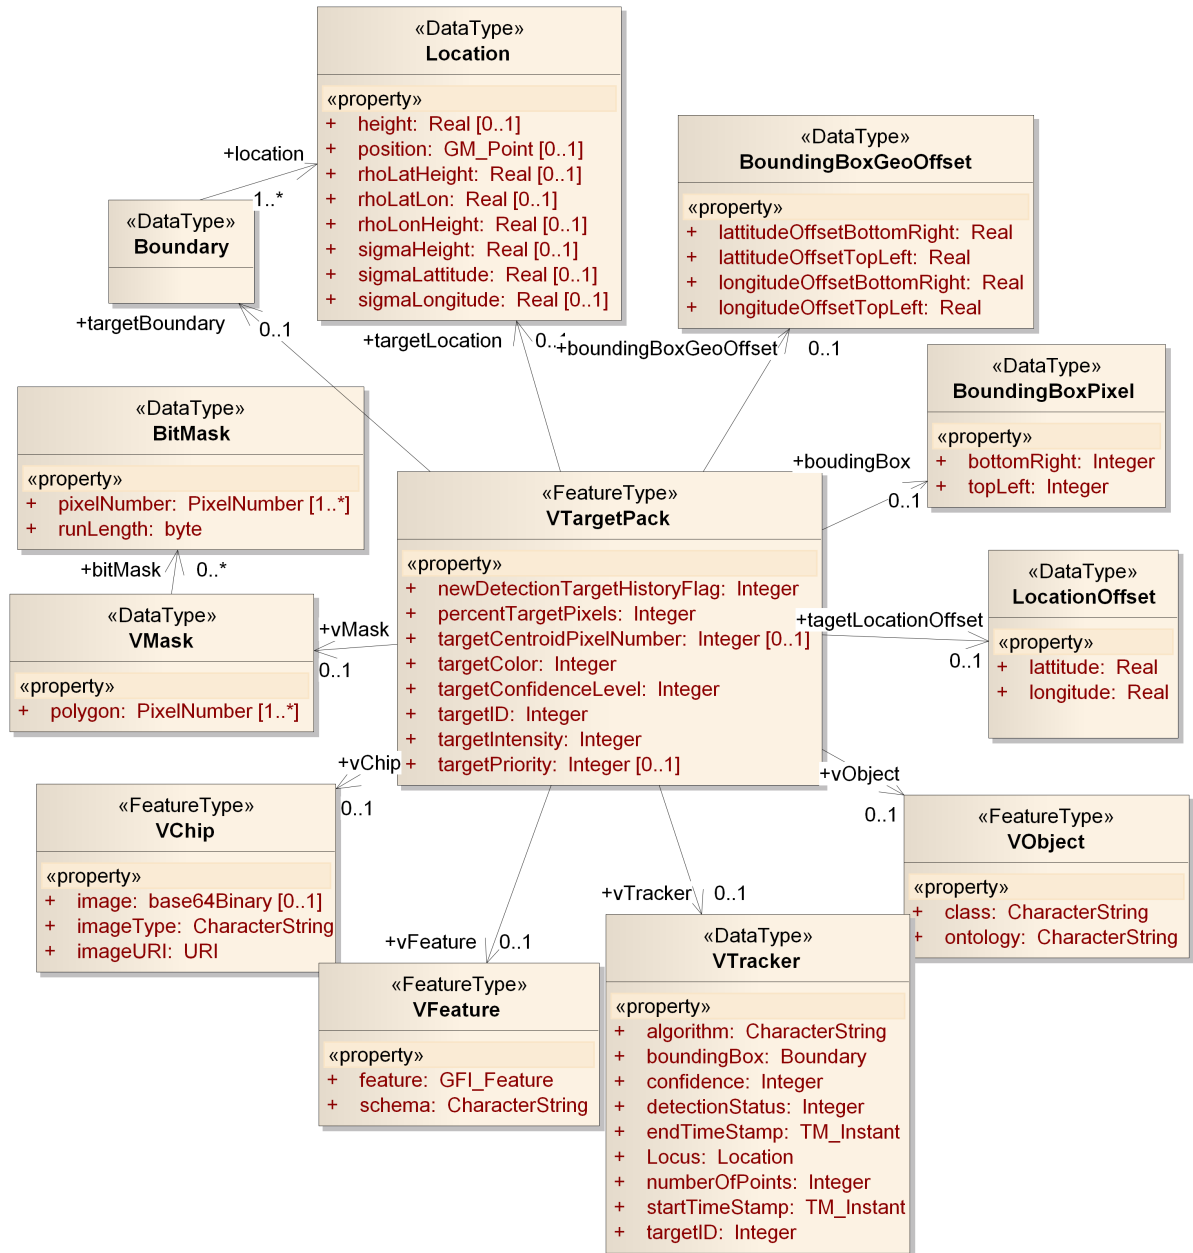 «DataType»
Location
«property»
+ height: Real [0..1]
+ position: GM_Point [0..1]
+ rhoLatHeight: Real [0..1]
+ rhoLatLon: Real [0..1]
+ rhoLonHeight: Real [0..1]
+ sigmaHeight: Real [0..1]
+ sigmaLattitude: Real [0..1]
+ sigmaLongitude: Real [0..1]
«DataType»
BoundingBoxGeoOffset
«property»
+ lattitudeOffsetBottomRight: Real
+ lattitudeOffsetTopLeft: Real
+ longitudeOffsetBottomRight: Real
+ longitudeOffsetTopLeft: Real
+location
1..*
«DataType»
Boundary
+targetBoundary
0..1
+targetLocation
0..
+boundingBoxGeoOffset
0..1
«DataType»
BoundingBoxPixel
«property»
+ bottomRight: Integer
+ topLeft: Integer
«DataType»
BitMask
«property»
+ pixelNumber: PixelNumber [1..*]
+ runLength: byte
+boudingBox
0..1
«FeatureType»
VTargetPack
«property»
+ newDetectionTargetHistoryFlag: Integer
+ percentTargetPixels: Integer
+ targetCentroidPixelNumber: Integer [0..1]
+ targetColor: Integer
+ targetConfidenceLevel: Integer
+ targetID: Integer
+ targetIntensity: Integer
+ targetPriority: Integer [0..1]
+bitMask
0..*
«DataType»
LocationOffset
«property»
+ lattitude: Real
+ longitude: Real
+tagetLocationOffset
0..1
«DataType»
VMask
«property»
+ polygon: PixelNumber [1..*]
+vMask
0..1
+vChip
0..1
+vObject
0..1
«FeatureType»
VChip
«property»
+ image: base64Binary [0..1]
+ imageType: CharacterString
+ imageURI: URI
«FeatureType»
VObject
«property»
+ class: CharacterString
+ ontology: CharacterString
+vFeature
0..1
+vTracker
0..1
«FeatureType»
VFeature
«property»
+ feature: GFI_Feature
+ schema: CharacterString
«DataType»
VTracker
«property»
+ algorithm: CharacterString
+ boundingBox: Boundary
+ confidence: Integer
+ detectionStatus: Integer
+ endTimeStamp: TM_Instant
+ Locus: Location
+ numberOfPoints: Integer
+ startTimeStamp: TM_Instant
+ targetID: Integer